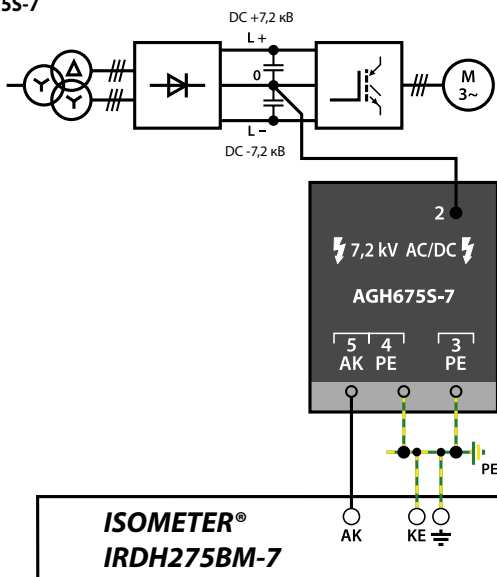 5S-7
DC +7,2 кВ
L +
0
L –
DC -7,2 кВ
Δ
Y
Y
M
3~
2
7,2 kV AC/DC
AGH675S-7
5 4 3
AK PE PE
PE
ISOMETER®
IRDH275BM-7
AK KE